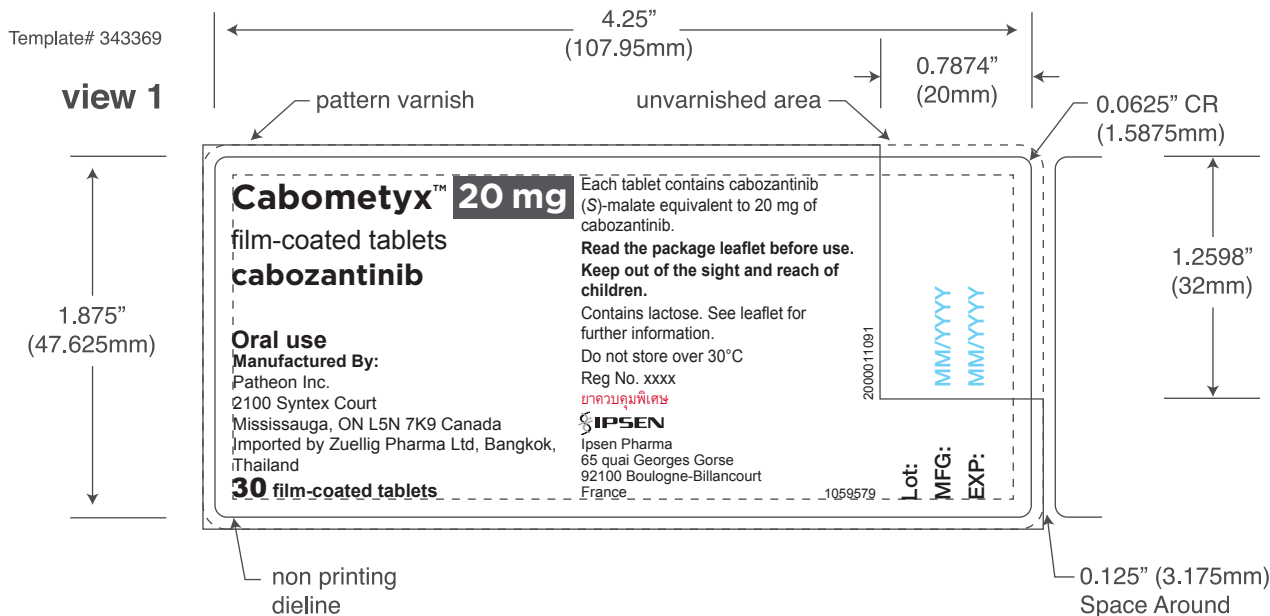 Template# 343369
view 1
4.25”
(107.95mm)
0.7874”
(20mm)
pattern varnish
unvarnished area
0.0625” CR
(1.5875mm)
1.875”
(47.625mm)
Cabometyx™ 20 mg
film-coated tablets
cabozantinib
Oral use
Manufactured By:
Patheon Inc.
2100 Syntex Court
Mississauga, ON L5N 7K9 Canada
Imported by Zuellig Pharma Ltd, Bangkok,
Thailand
30 film-coated tablets
Each tablet contains cabozantinib
(S)-malate equivalent to 20 mg of
cabozantinib.
Read the package leaflet before use.
Keep out of the sight and reach of
children.
Contains lactose. See leaflet for
further information.
Do not store over 30°C
Reg No. xxxx
ยาควบคุมพิเศษ
IPSEN
Ipsen Pharma
65 quai Georges Gorse
92100 Boulogne-Billancourt
France
1059579
2000011091
Lot:
MFG: MM/YYYY
EXP: MM/YYYY
1.2598”
(32mm)
non printing
dieline
0.125” (3.175mm)
Space Around